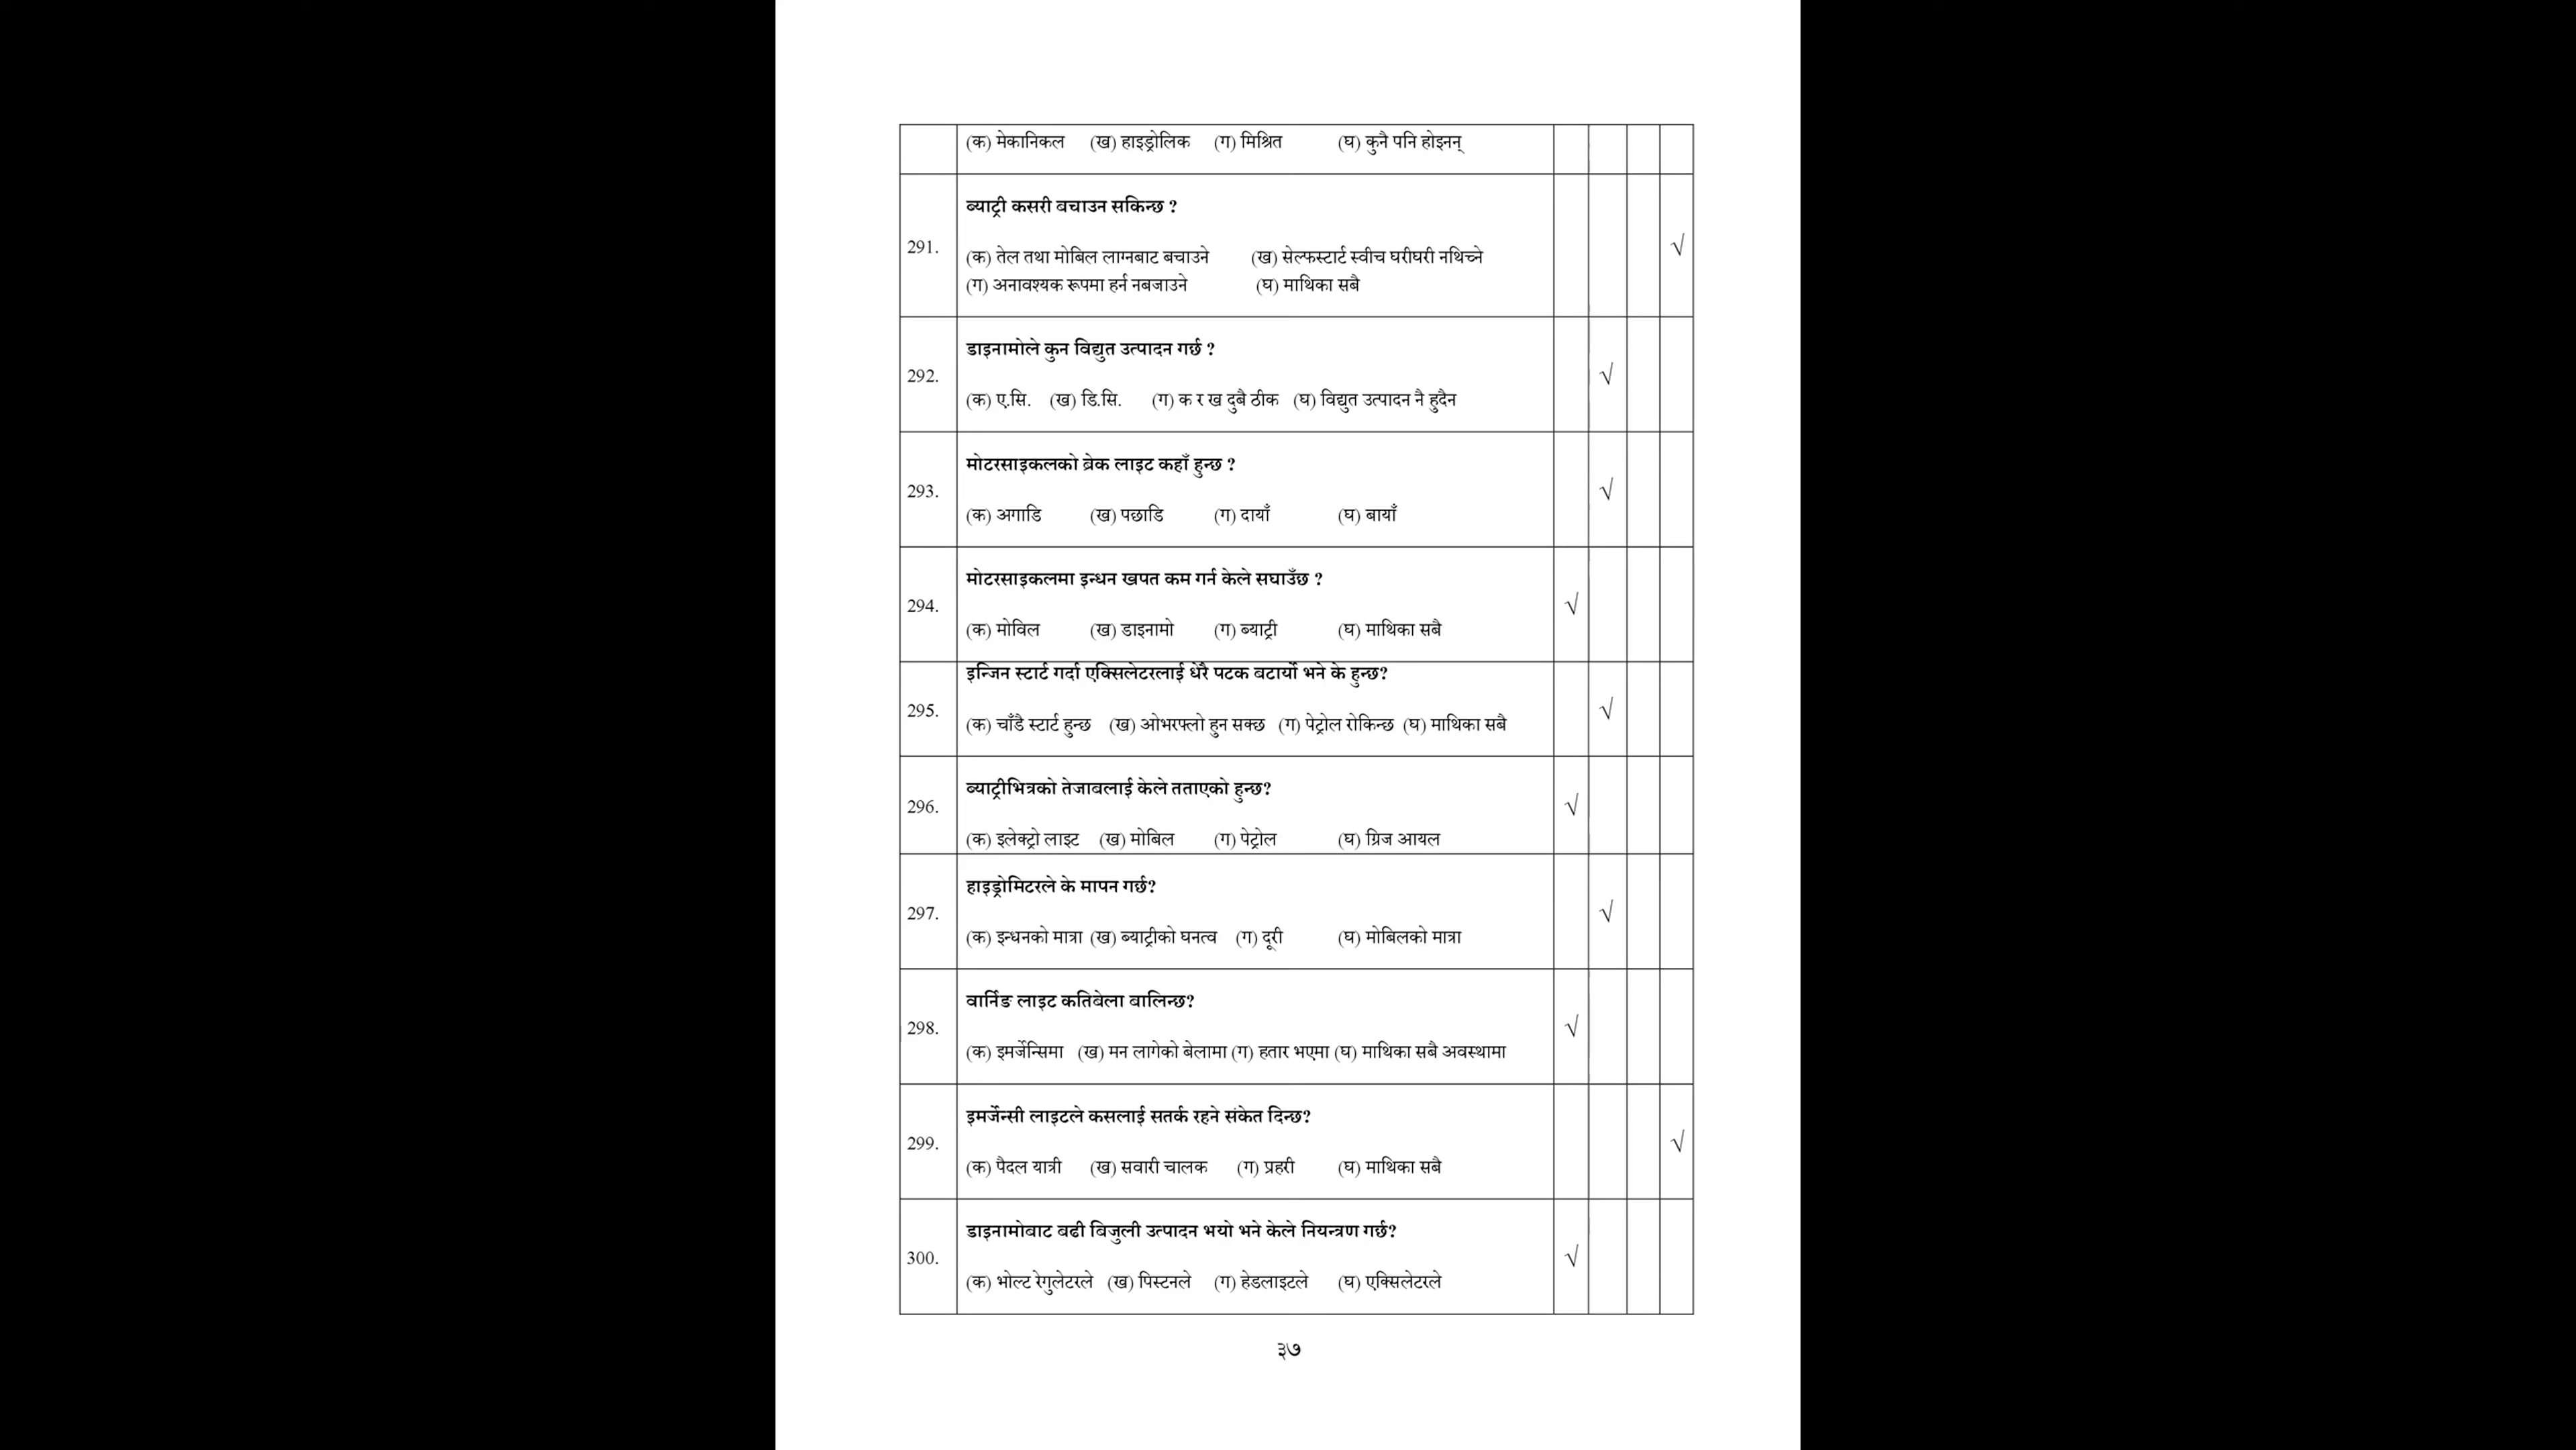 (क) मेकानिकल (ख) हाइड्रोलिक (ग) मिश्रित (घ) कुनै पनि होइनन्
ब्याट्री कसरी बचाउन सकिन्छ ?
291.
(क) तेल तथा मोबिल लाग्नबाट बचाउने (ख) सेल्फस्टार्ट स्वीच घरीघरी नथिच्ने √
(ग) अनावश्यक रूपमा हर्न नबजाउने (घ) माथिका सबै
डाइनामोले कुन विद्युत उत्पादन गर्छ ?
292. √
(क) ए.सि. (ख) डि.सि. (ग) क र ख दुबै ठीक (घ) विद्युत उत्पादन नै हुदैन
मोटरसाइकलको ब्रेक लाइट कहाँ हुन्छ ?
293. √
(क) अगाडि (ख) पछाडि (ग) दायाँ (घ) बायाँ
मोटरसाइकलमा इन्धन खपत कम गर्न केले सघाउँछ ?
294. √
(क) मोविल (ख) डाइनामो (ग) ब्याट्री (घ) माथिका सबै
इन्जिन स्टार्ट गर्दा एक्सिलेटरलाई धेरै पटक बटार्यो भने के हुन्छ?
295. √
(क) चाँडै स्टार्ट हुन्छ (ख) ओभरफ्लो हुन सक्छ (ग) पेट्रोल रोकिन्छ (घ) माथिका सबै
ब्याट्रीभित्रको तेजाबलाई केले तताएको हुन्छ?
296. √
(क) इलेक्ट्रो लाइट (ख) मोबिल (ग) पेट्रोल (घ) ग्रिज आयल
हाइड्रोमिटरले के मापन गर्छ?
297. √
(क) इन्धनको मात्रा (ख) ब्याट्रीको घनत्व (ग) दूरी (घ) मोबिलको मात्रा
वार्निङ लाइट कतिबेला बालिन्छ?
298. √
(क) इमर्जेन्सिमा (ख) मन लागेको बेलामा (ग) हतार भएमा (घ) माथिका सबै अवस्थामा
इमर्जेन्सी लाइटले कसलाई सतर्क रहने संकेत दिन्छ?
299. √
(क) पैदल यात्री (ख) सवारी चालक (ग) प्रहरी (घ) माथिका सबै
डाइनामोबाट बढी बिजुली उत्पादन भयो भने केले नियन्त्रण गर्छ?
300. √
(क) भोल्ट रेगुलेटरले (ख) पिस्टनले (ग) हेडलाइटले (घ) एक्सिलेटरले
३७